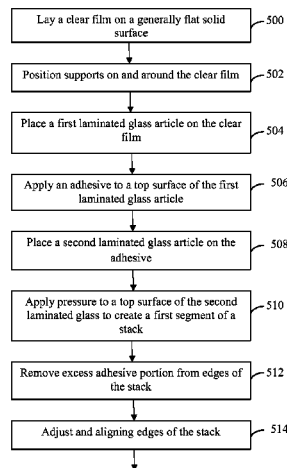 Lay a clear film on a generally flat solid
surface
500
Position supports on and around the clear film
502
Place a first laminated glass article on the clear
film
504
Apply an adhesive to a top surface of the first
laminated glass article
506
Place a second laminated glass article on the
adhesive
508
Apply pressure to a top surface of the second
laminated glass to create a first segment of a
stack
510
Remove excess adhesive portion from edges of
the stack
512
Adjust and aligning edges of the stack
514